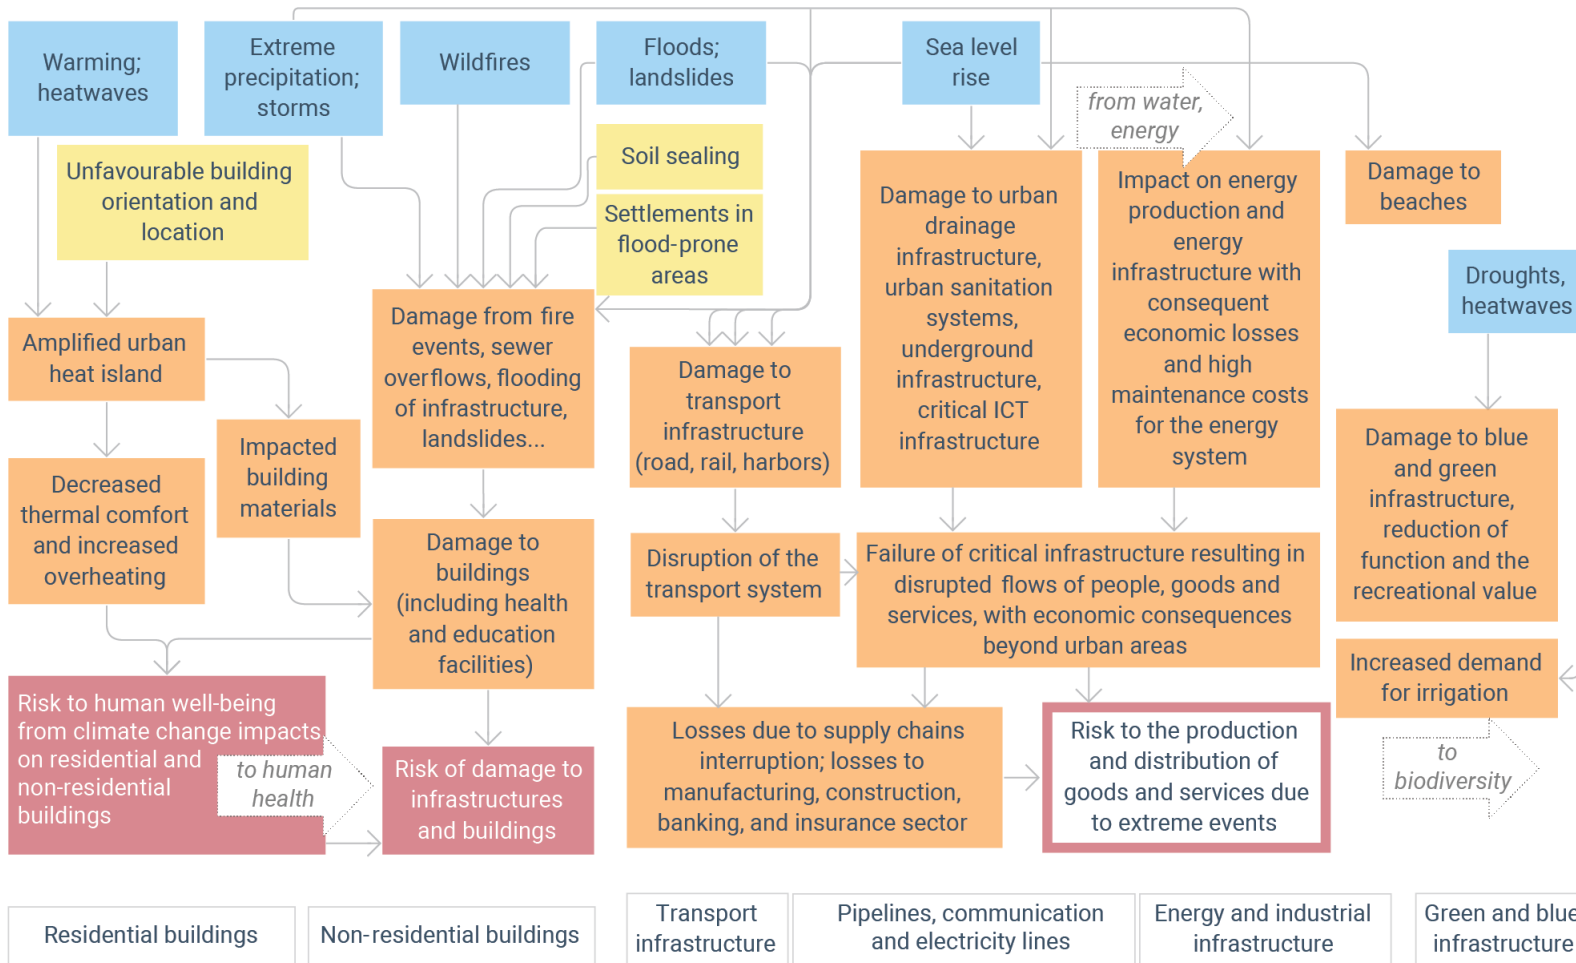 Warming;
heatwaves
Extreme
precipitation;
storms
Wildfires
Floods;
landslides
Sea level
rise
from water,
energy
Unfavourable building
orientation and
location
Soil sealing
Settlements in
flood-prone
areas
Damage to urban
drainage
infrastructure,
urban sanitation
systems,
underground
infrastructure,
critical ICT
infrastructure
Impact on energy
production and
energy
infrastructure with
consequent
economic losses
and high
maintenance costs
for the energy
system
Damage to
beaches
Droughts,
heatwaves
Amplified urban
heat island
Damage from fire
events, sewer
overflows, flooding
of infrastructure,
landslides...
Damage to
transport
infrastructure
(road, rail, harbors)
Impacted
building
materials
Decreased
thermal comfort
and increased
overheating
Damage to
buildings
(including health
and education
facilities)
Disruption of the
transport system
Failure of critical infrastructure resulting in
disrupted flows of people, goods and
services, with economic consequences
beyond urban areas
Damage to blue
and green
infrastructure,
reduction of
function and the
recreational value
Increased demand
for irrigation
Risk to human well-being
from climate change impacts
on residential and
non-residential
buildings
to human
health
Risk of damage to
infrastructures
and buildings
Losses due to supply chains
interruption; losses to
manufacturing, construction,
banking, and insurance sector
Risk to the production
and distribution of
goods and services due
to extreme events
to
biodiversity
Residential buildings
Non-residential buildings
Transport
infrastructure
Pipelines, communication
and electricity lines
Energy and industrial
infrastructure
Green and blue
infrastructure